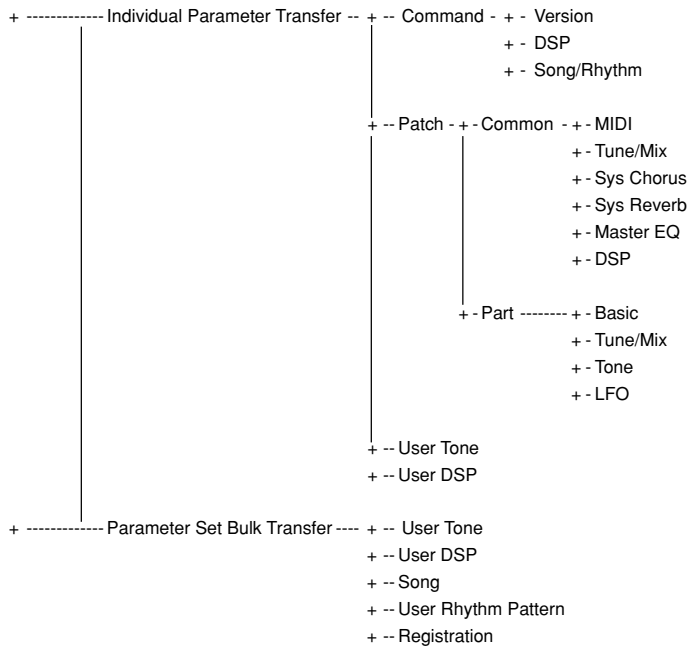 + ------------- Individual Parameter Transfer -- + -- Command - + - Version
+ - DSP
+ - Song/Rhythm
+ -- Patch - + - Common - + - MIDI
+ - Tune/Mix
+ - Sys Chorus
+ - Sys Reverb
+ - Master EQ
+ - DSP
+ - Part -------- + - Basic
+ - Tune/Mix
+ - Tone
+ - LFO
+ -- User Tone
+ -- User DSP
+ ------------- Parameter Set Bulk Transfer ---- + -- User Tone
+ -- User DSP
+ -- Song
+ -- User Rhythm Pattern
+ -- Registration